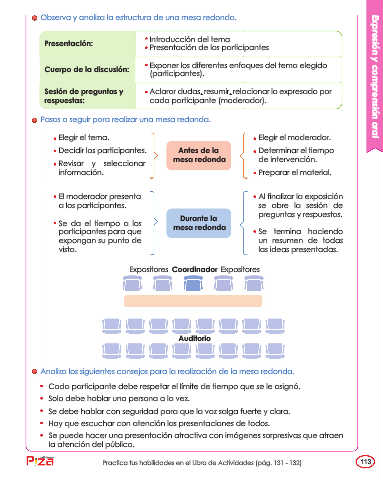 Observa y analiza la estructura de una mesa redonda.
Presentación:
• Introducción del tema
• Presentación de los participantes
Cuerpo de la discusión:
• Exponer los diferentes enfoques del tema elegido
(participantes).
Sesión de preguntas y
respuestas:
• Aclarar dudas, resumir, relacionar lo expresado por
cada participante (moderador).
Pasos a seguir para realizar una mesa redonda.
• Elegir el tema.
• Decidir los participantes.
• Revisar y seleccionar
información.
Antes de la
mesa redonda
• Elegir el moderador.
• Determinar el tiempo
de intervención.
• Preparar el material.
• El moderador presenta
a los participantes.
• Se da el tiempo a los
participantes para que
expongan su punto de
vista.
Durante la
mesa redonda
• Al finalizar la exposición
se abre la sesión de
preguntas y respuestas.
• Se termina haciendo
un resumen de todas
las ideas presentadas.
Expositores Coordinador Expositores
Auditorio
Analiza los siguientes consejos para la realización de la mesa redonda.
• Cada participante debe respetar el límite de tiempo que se le asignó.
• Solo debe hablar una persona a la vez.
• Se debe hablar con seguridad para que la voz salga fuerte y clara.
• Hay que escuchar con atención las presentaciones de todos.
• Se puede hacer una presentación atractiva con imágenes sorpresivas que atraen
la atención del público.
Practica tus habilidades en el Libro de Actividades (pág. 131 - 132)
113
Expresión y comprensión oral